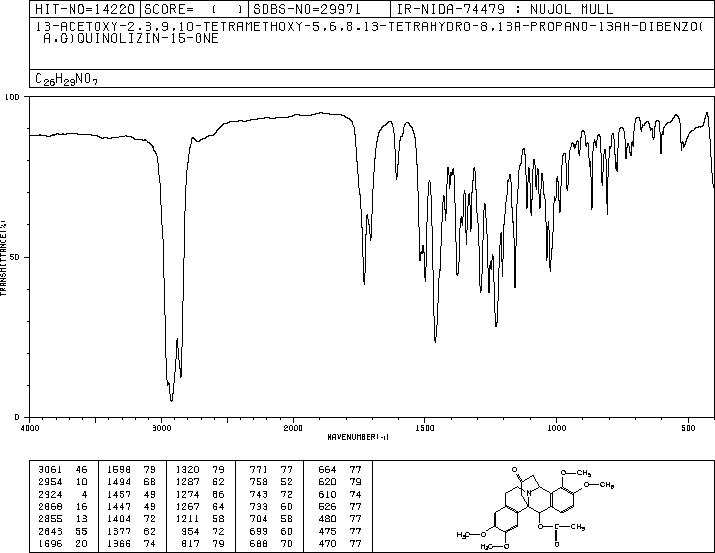 HIT-NO=14220 SCORE= ( ) SDBS-NO=29971 IR-NIDA-74479 : NUJOL MULL
13-ACETOXY-2,3,9,10-TETRAMETHOXY-5,6,8,13-TETRAHYDRO-8,13A-PROPANO-13AH-DIBENZO(
A,G)QUINOLIZIN-15-ONE
C26H29NO7
100
50
0
TRANSMITTANCE(%)
4000 3000 2000 1500 1000 500
WAVENUMBER(-1)
3061 46 1598 79 1320 79 771 77 664 77
2954 10 1494 68 1287 62 758 52 620 79
2924 4 1457 49 1274 86 743 72 610 74
2868 16 1447 49 1267 64 733 60 526 77
2855 13 1404 72 1211 58 704 58 480 77
2843 55 1377 62 954 72 699 60 475 77
1696 20 1366 74 817 79 688 70 470 77
O
O—CH3
N
O—CH3
H3C—O
O CH3
H3C—O
O